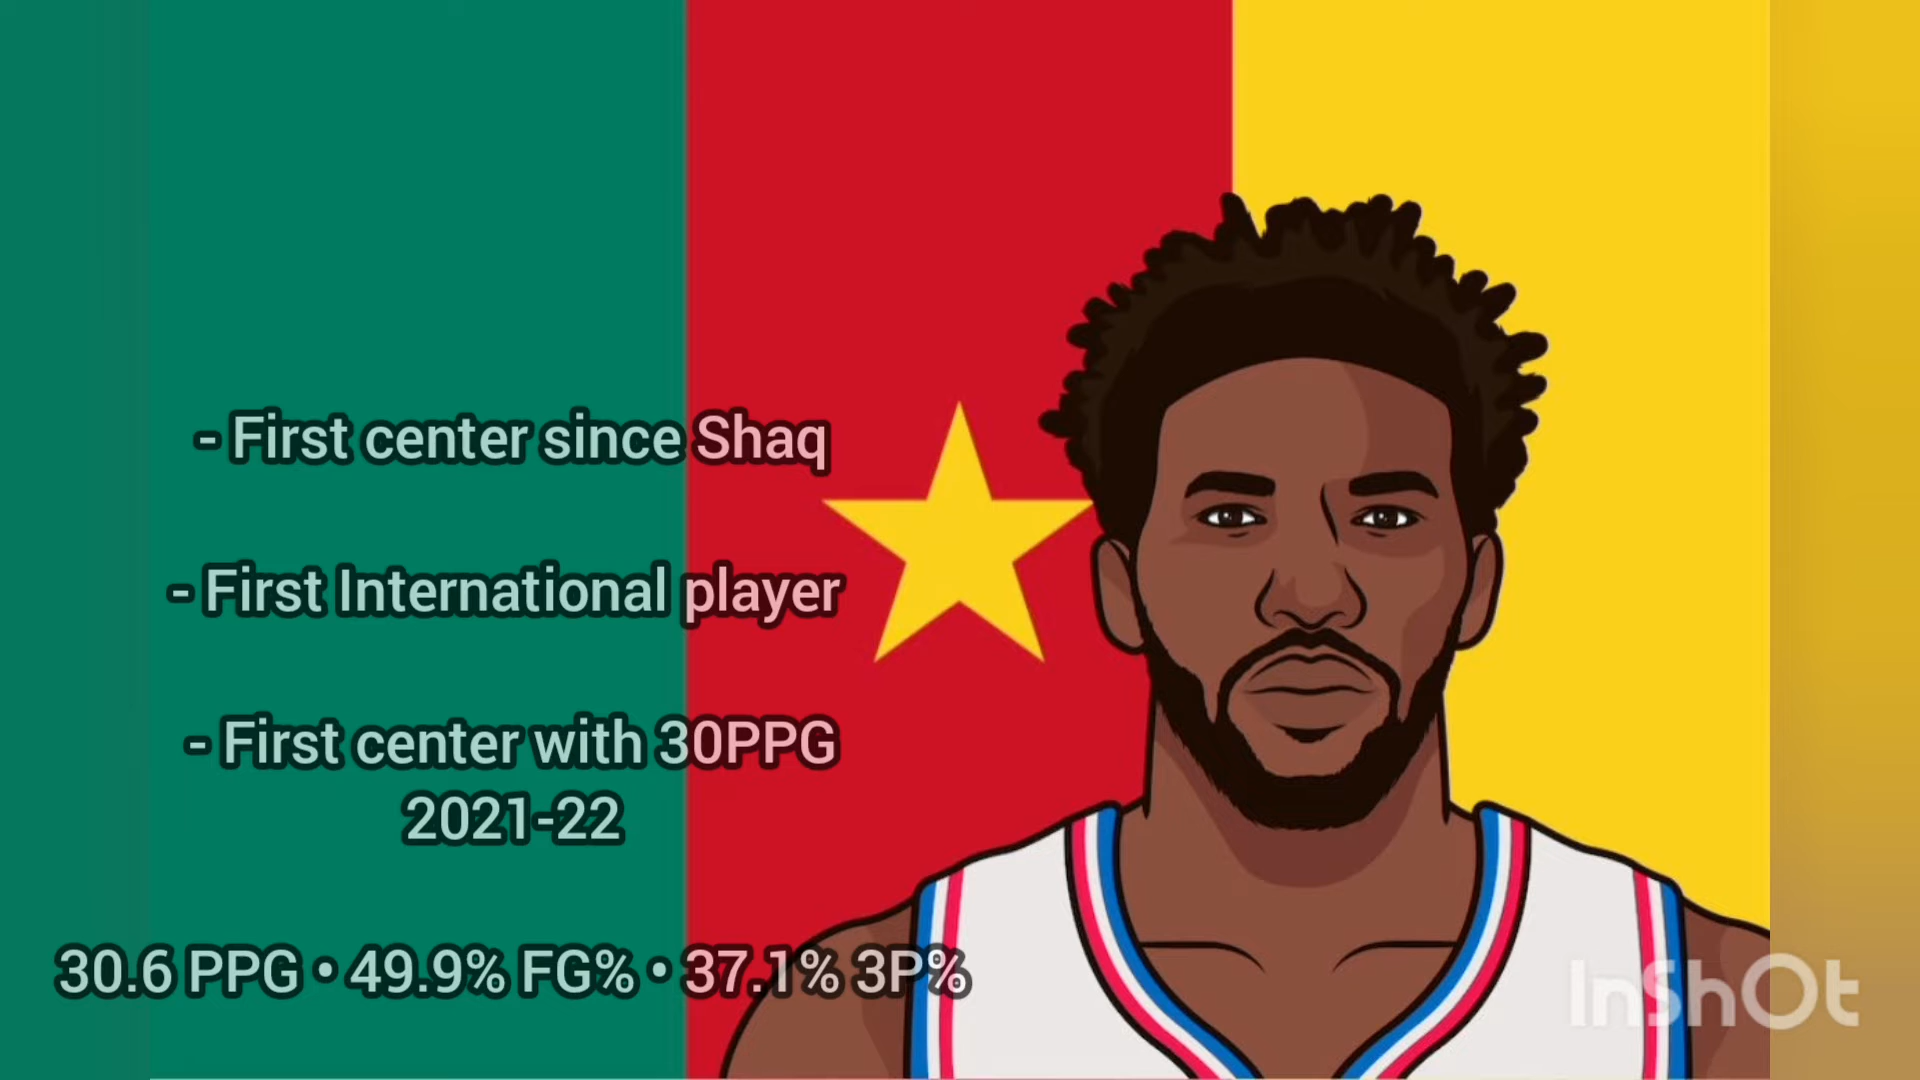 - First center since Shaq
- First International player
- First center with 30PPG
2021-22
30.6 PPG • 49.9% FG% • 37.1% 3P%
InShOt